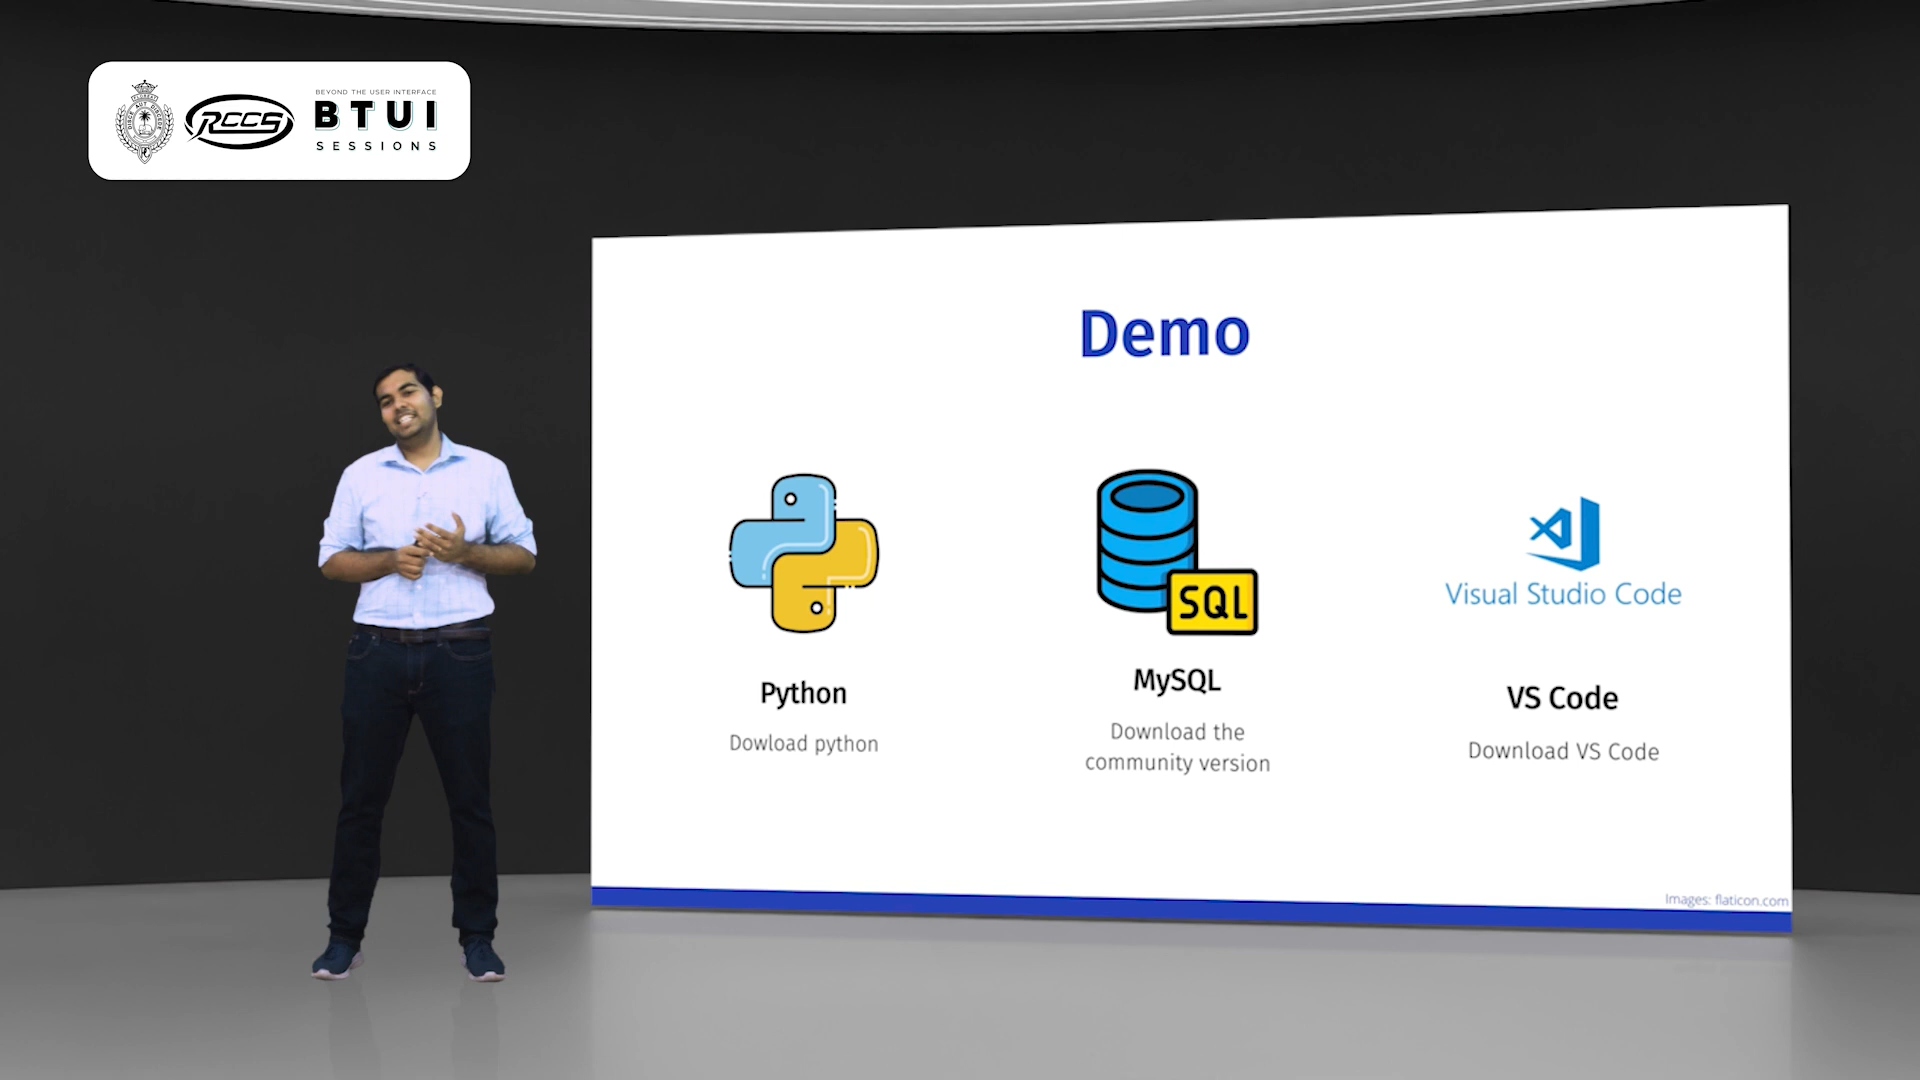 BEYOND THE USER INTERFACE
RCCS
BTUI
SESSIONS
Demo
SQL
Visual Studio Code
Python
MySQL
VS Code
Dowload python
Download the
community version
Download VS Code
Images: flaticon.com